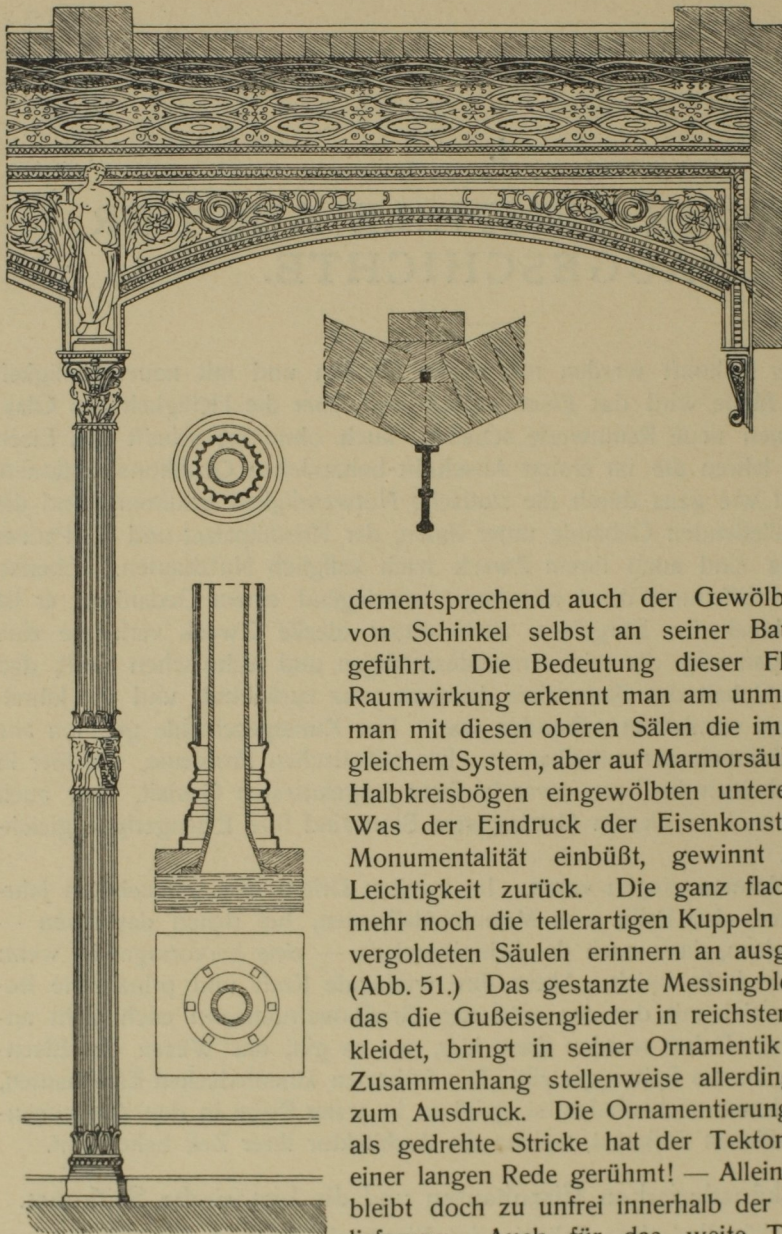 dementsprechend auch der Gewölb
von Schinkel selbst an seiner Ba
geführt. Die Bedeutung dieser Fl
Raumwirkung erkennt man am unm
man mit diesen oberen Sälen die im
gleichem System, aber auf Marmorsäu
Halbkreisbögen eingewölbten untere
Was der Eindruck der Eisenkonst
Monumentalität einbüßt, gewinnt
Leichtigkeit zurück. Die ganz flac
mehr noch die tellerartigen Kuppeln
vergoldeten Säulen erinnern an ausg
(Abb. 51.) Das gestanzte Messingble
das die Gußeisenglieder in reichster
kleidet, bringt in seiner Ornamentik
Zusammenhang stellenweise allerdin
zum Ausdruck. Die Ornamentierung
als gedrehte Stricke hat der Tektor
einer langen Rede gerühmt! — Allein
bleibt doch zu unfrei innerhalb der